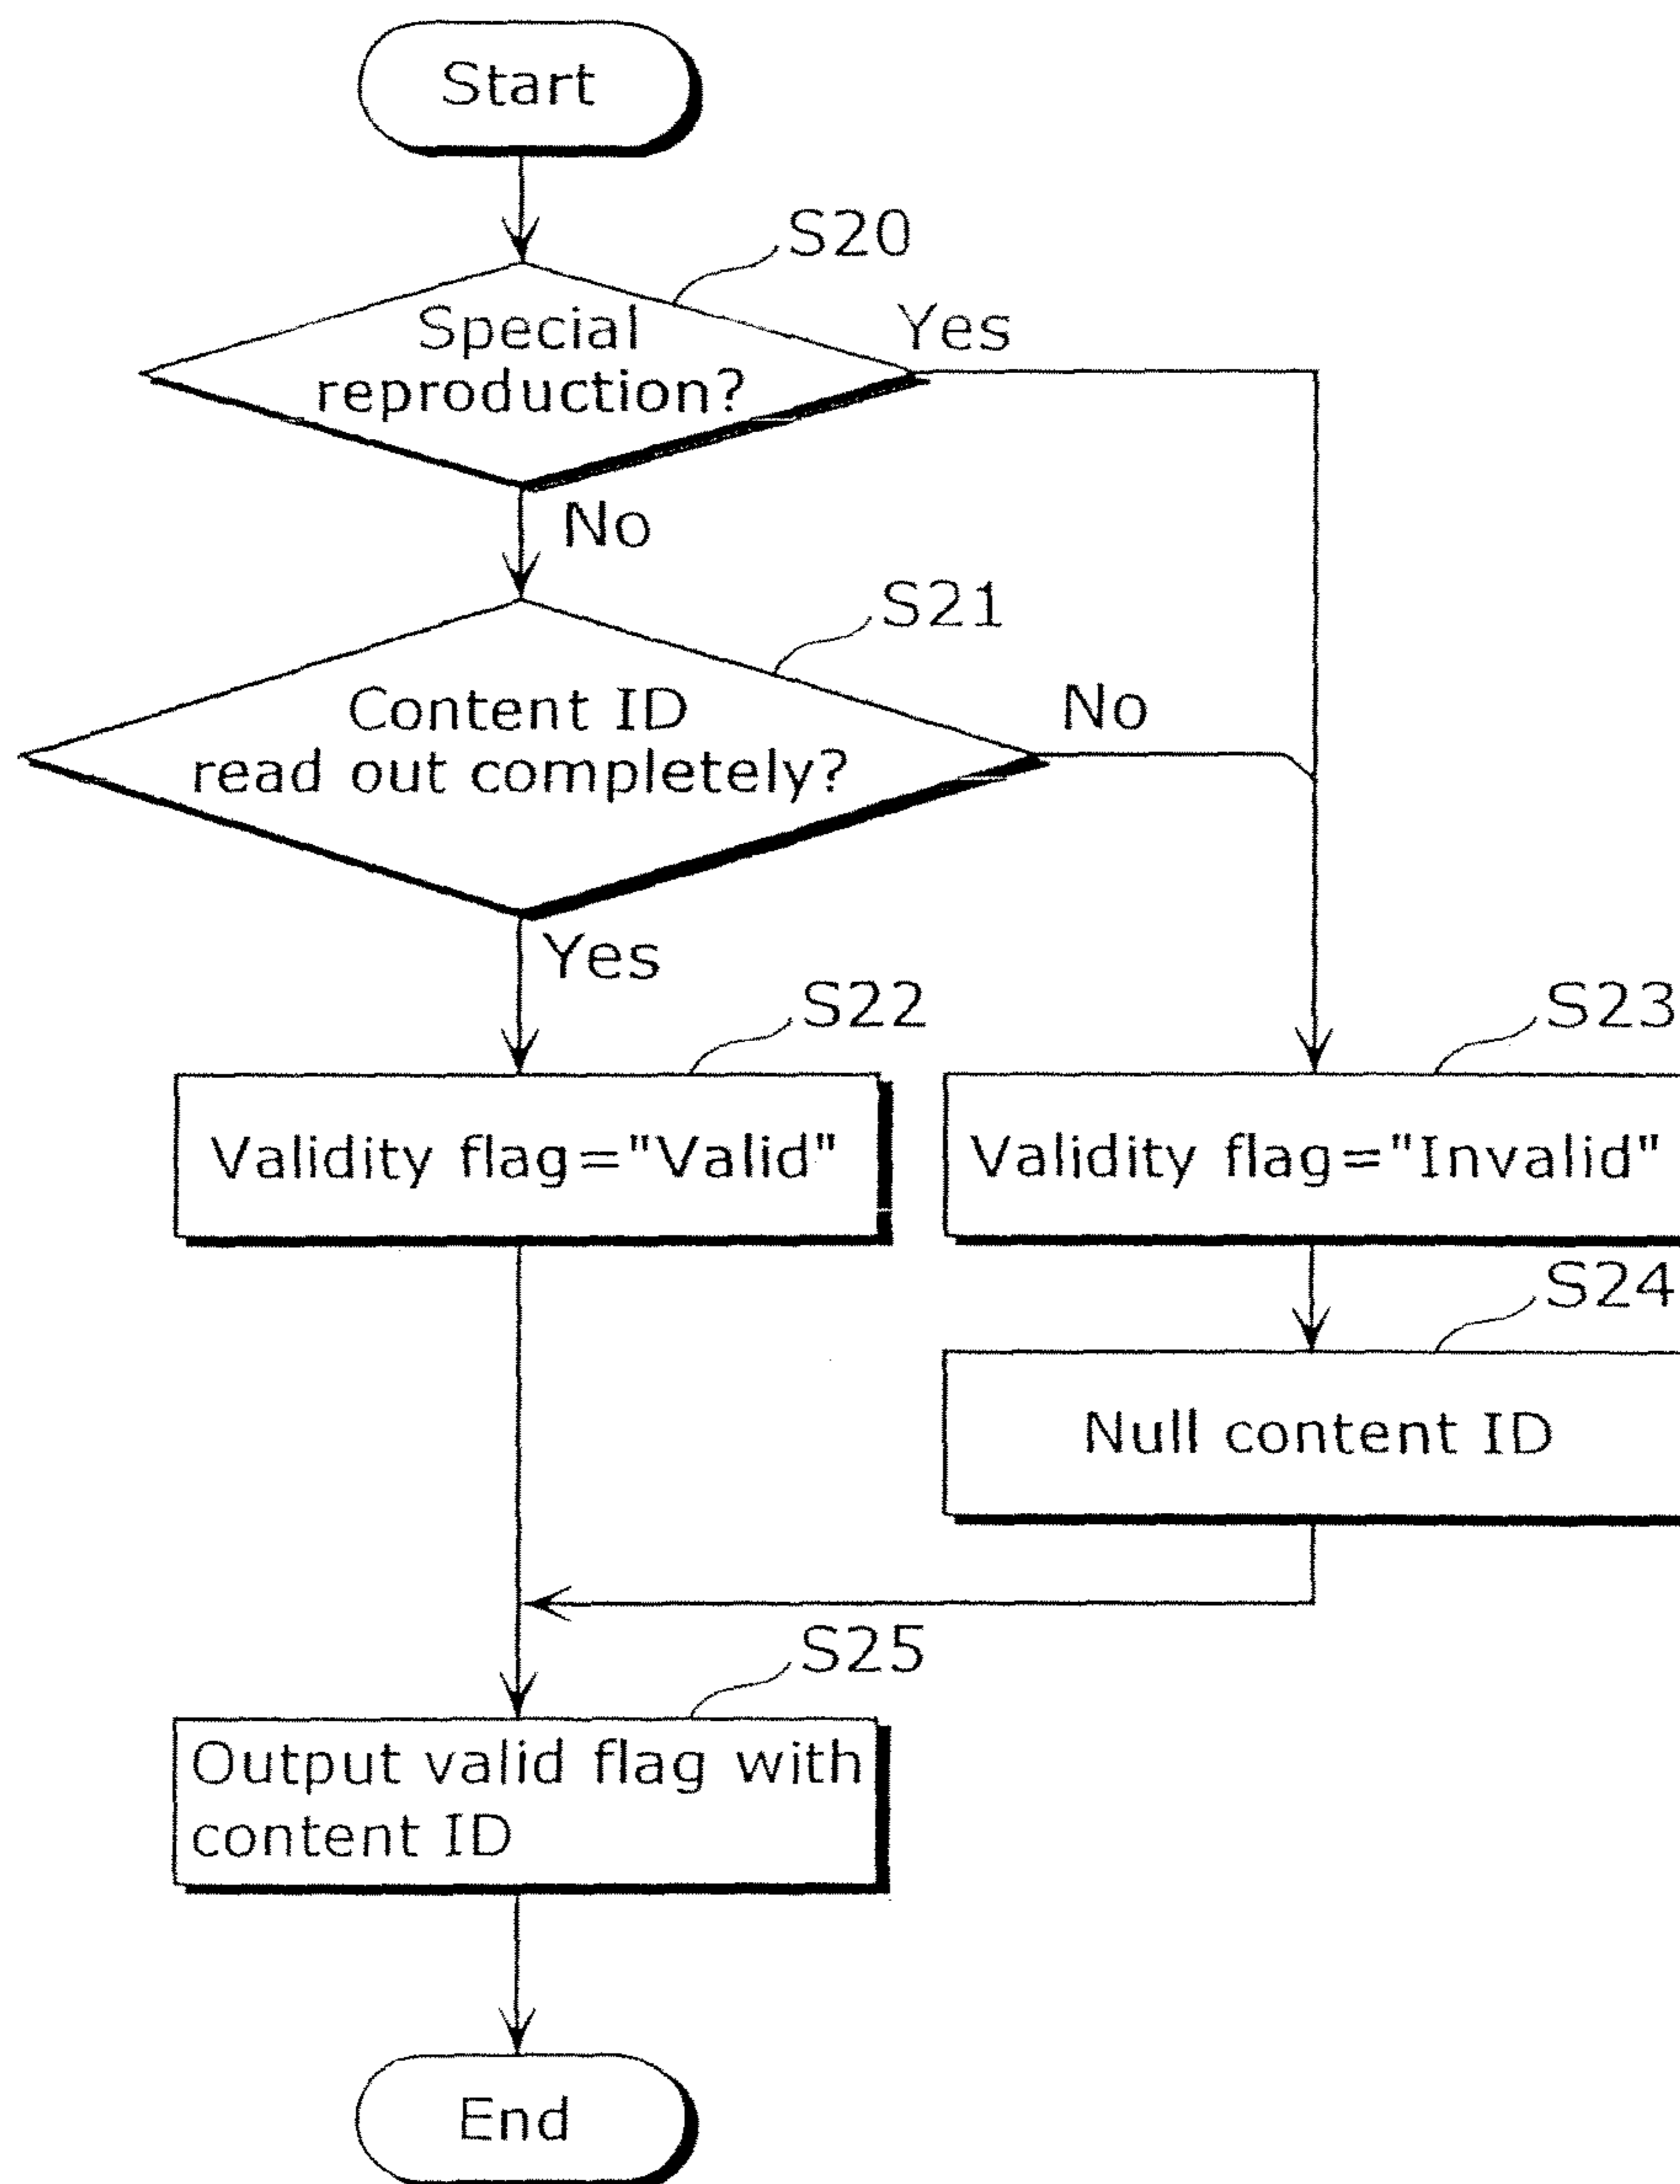 Start
S20
Special
reproduction?
Yes
No
S21
Content ID
read out completely?
No
Yes
S22
S23
Validity flag="Valid"
Validity flag="Invalid"
S24
Null content ID
S25
Output valid flag with
content ID
End